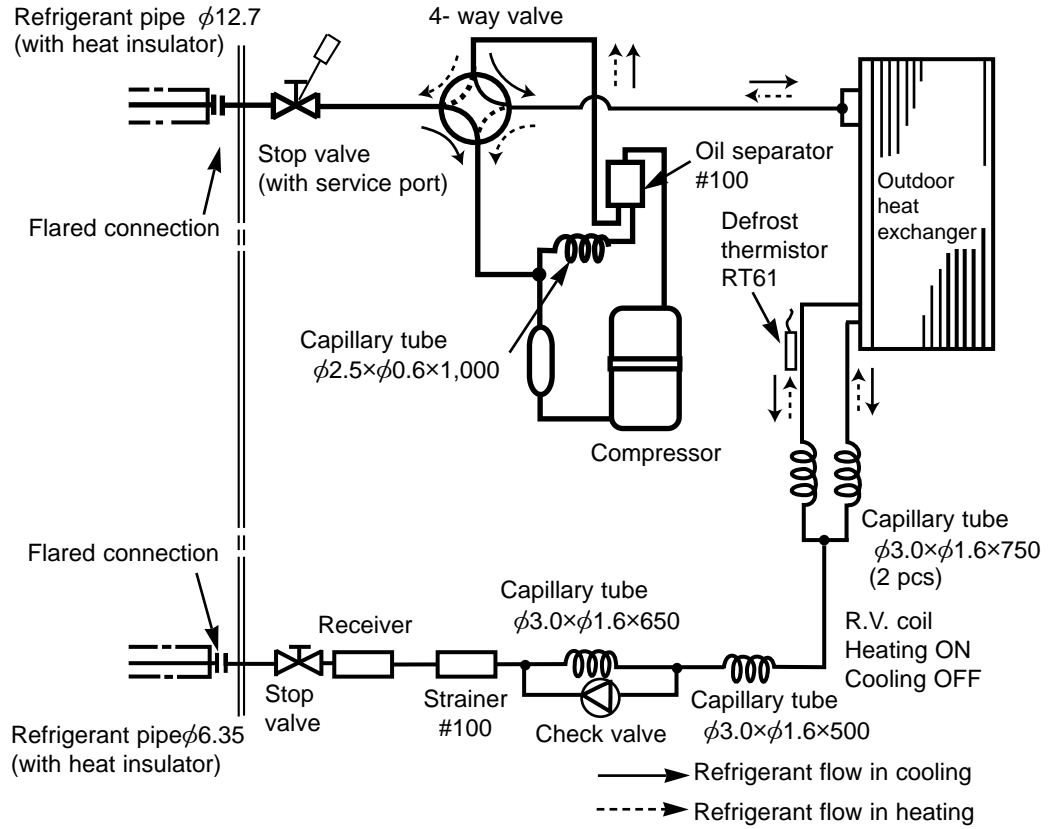 Refrigerant pipe ϕ12.7
(with heat insulator)
4- way valve
Stop valve
(with service port)
Flared connection
Oil separator
#100
Outdoor
heat
exchanger
Defrost
thermistor
RT61
Capillary tube
ϕ2.5×ϕ0.6×1,000
Compressor
Capillary tube
ϕ3.0×ϕ1.6×750
(2 pcs)
Flared connection
Capillary tube
ϕ3.0×ϕ1.6×650
Receiver
R.V. coil
Heating ON
Cooling OFF
Stop
valve
Strainer
#100
Check valve
Capillary tube
ϕ3.0×ϕ1.6×500
Refrigerant pipeϕ6.35
(with heat insulator)
Refrigerant flow in cooling
Refrigerant flow in heating